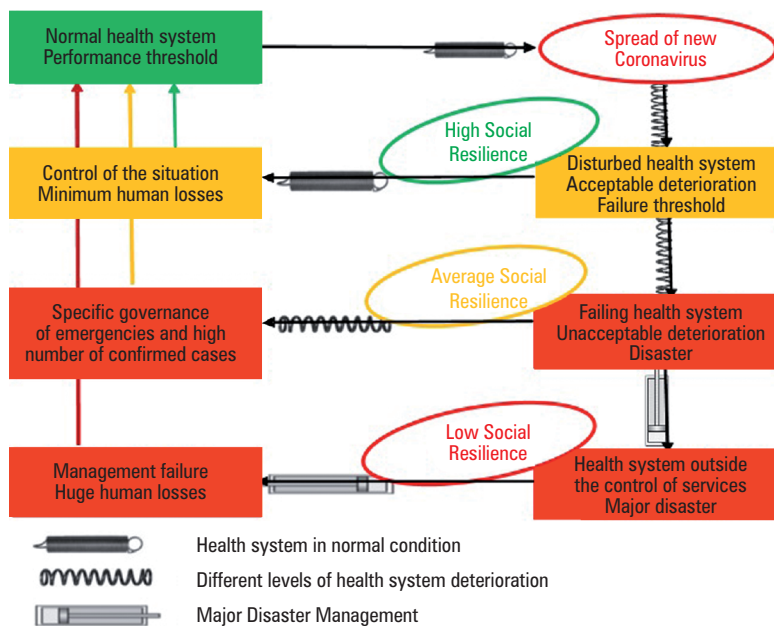 Normal health system
Performance threshold
Spread of new
Coronavirus
High Social
Resilience
Control of the situation
Minimum human losses
Disturbed health system
Acceptable deterioration
Failure threshold
Average Social
Resilience
Specific governance
of emergencies and high
number of confirmed cases
Failing health system
Unacceptable deterioration
Disaster
Low Social
Resilience
Management failure
Huge human losses
Health system outside
the control of services
Major disaster
Health system in normal condition
Different levels of health system deterioration
Major Disaster Management